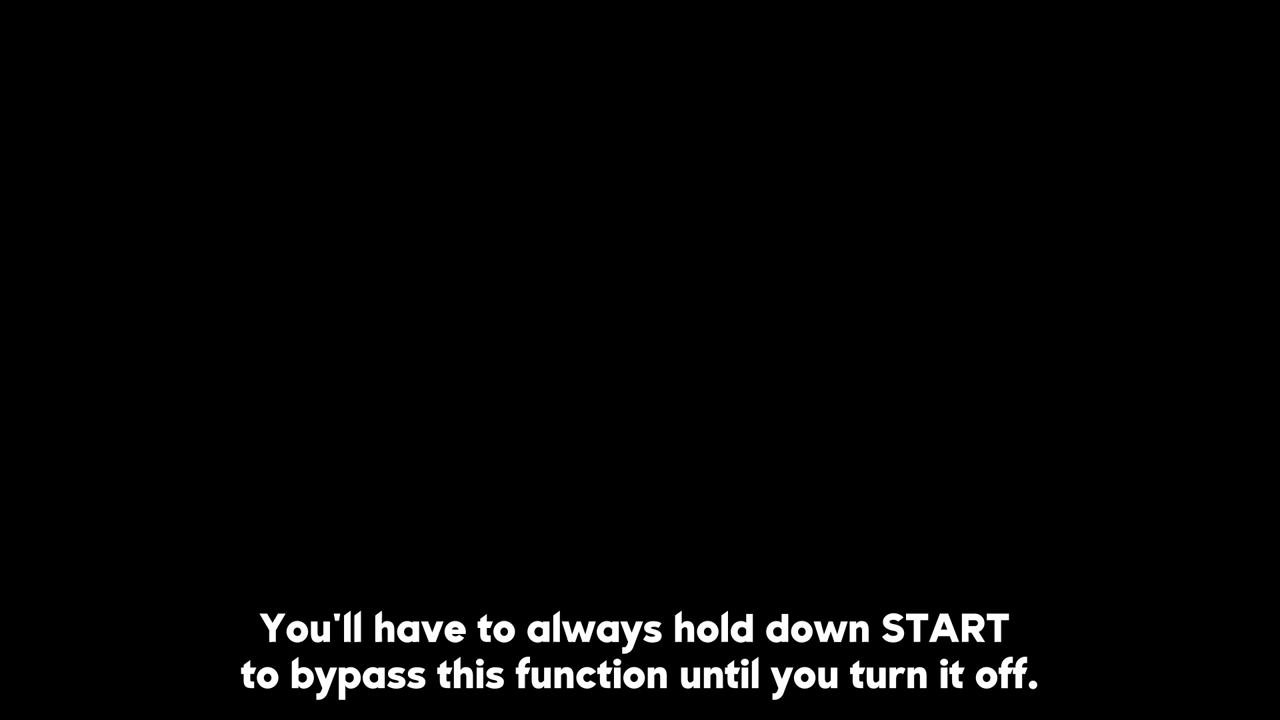 You'll have to always hold down START
to bypass this function until you turn it off.